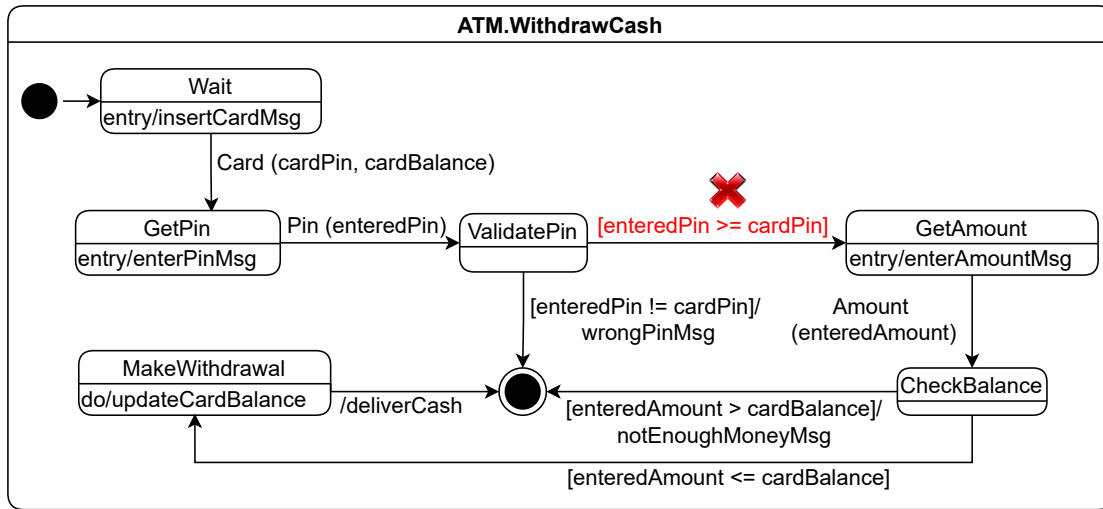 ATM.WithdrawCash
Wait
entry/insertCardMsg
Card (cardPin, cardBalance)
GetPin
entry/enterPinMsg
Pin (enteredPin)
ValidatePin
[enteredPin >= cardPin]
GetAmount
entry/enterAmountMsg
[enteredPin != cardPin]/
wrongPinMsg
Amount
(enteredAmount)
MakeWithdrawal
do/updateCardBalance
/deliverCash
CheckBalance
[enteredAmount > cardBalance]/
notEnoughMoneyMsg
[enteredAmount <= cardBalance]